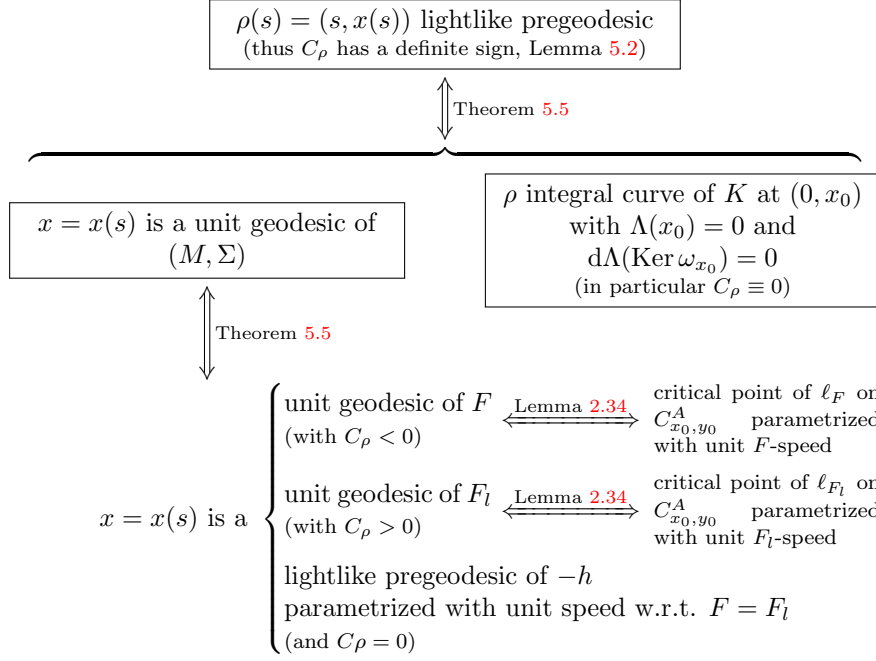 ρ(s) = (s, x(s)) lightlike pregeodesic
(thus C_ρ has a definite sign, Lemma 5.2)
Theorem 5.5
x = x(s) is a unit geodesic of
(M, Σ)
ρ integral curve of K at (0, x_0)
with Λ(x_0) = 0 and
dΛ(Ker ω_{x_0}) = 0
(in particular C_ρ ≡ 0)
Theorem 5.5
x = x(s) is a
unit geodesic of F
(with C_ρ < 0)
Lemma 2.34
critical point of ℓ_F on
C^A_{x_0,y_0} parametrized
with unit F-speed
unit geodesic of F_l
(with C_ρ > 0)
Lemma 2.34
critical point of ℓ_{F_l} on
C^A_{x_0,y_0} parametrized
with unit F_l-speed
lightlike pregeodesic of −h
parametrized with unit speed w.r.t. F = F_l
(and Cρ = 0)